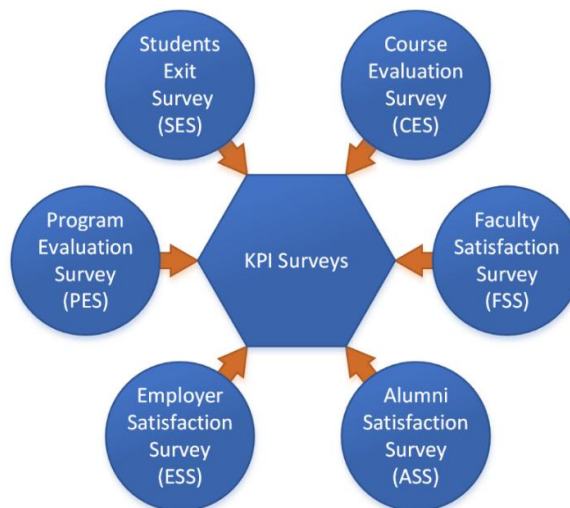 Students
Exit
Survey
(SES)
Course
Evaluation
Survey
(CES)
Program
Evaluation
Survey
(PES)
KPI Surveys
Faculty
Satisfaction
Survey
(FSS)
Employer
Satisfaction
Survey
(ESS)
Alumni
Satisfaction
Survey
(ASS)